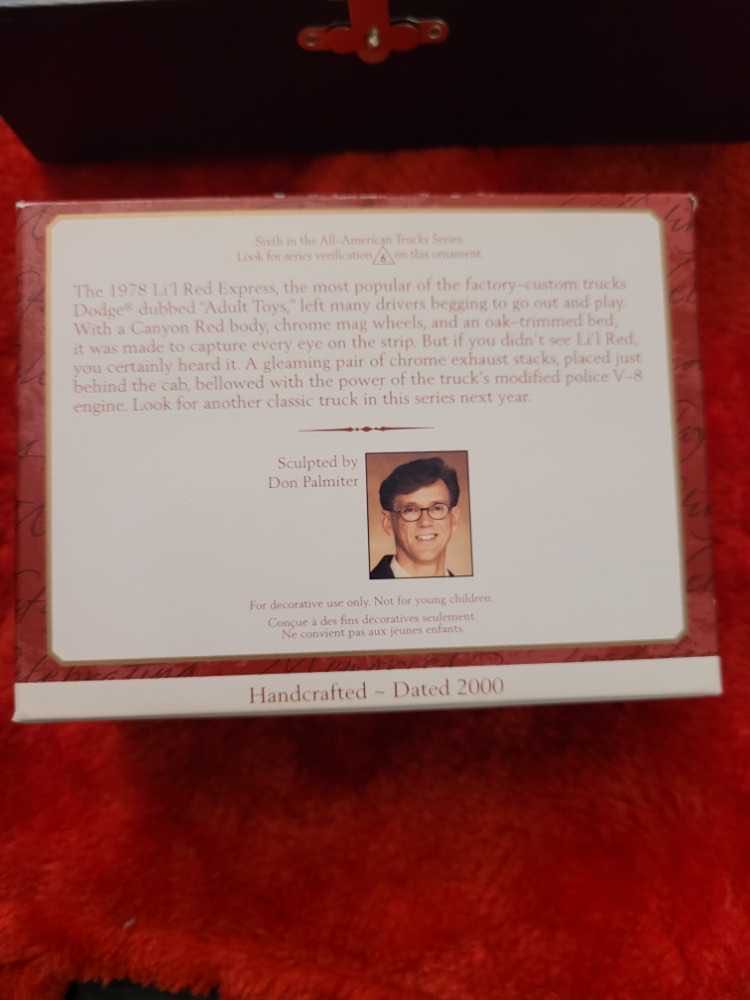 Sixth in the All-American Trucks Series.
Look for series verification 6 on this ornament.
The 1978 Li'l Red Express, the most popular of the factory-custom trucks
Dodge® dubbed "Adult Toys," left many drivers begging to go out and play.
With a Canyon Red body, chrome mag wheels, and an oak-trimmed bed,
it was made to capture every eye on the strip. But if you didn't see Li'l Red,
you certainly heard it. A gleaming pair of chrome exhaust stacks, placed just
behind the cab, bellowed with the power of the truck's modified police V-8
engine. Look for another classic truck in this series next year.
Sculpted by
Don Palmiter
For decorative use only. Not for young children.
Conçue à des fins décoratives seulement.
Ne convient pas aux jeunes enfants.
Handcrafted ~ Dated 2000